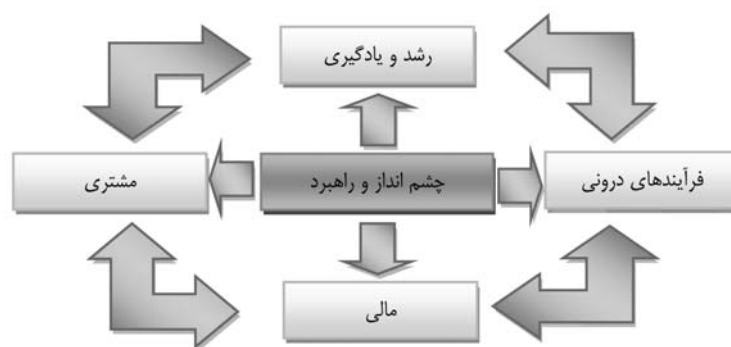 رشد و یادگیری
فرآیندهای درونی
چشم انداز و راهبرد
مشتری
مالی